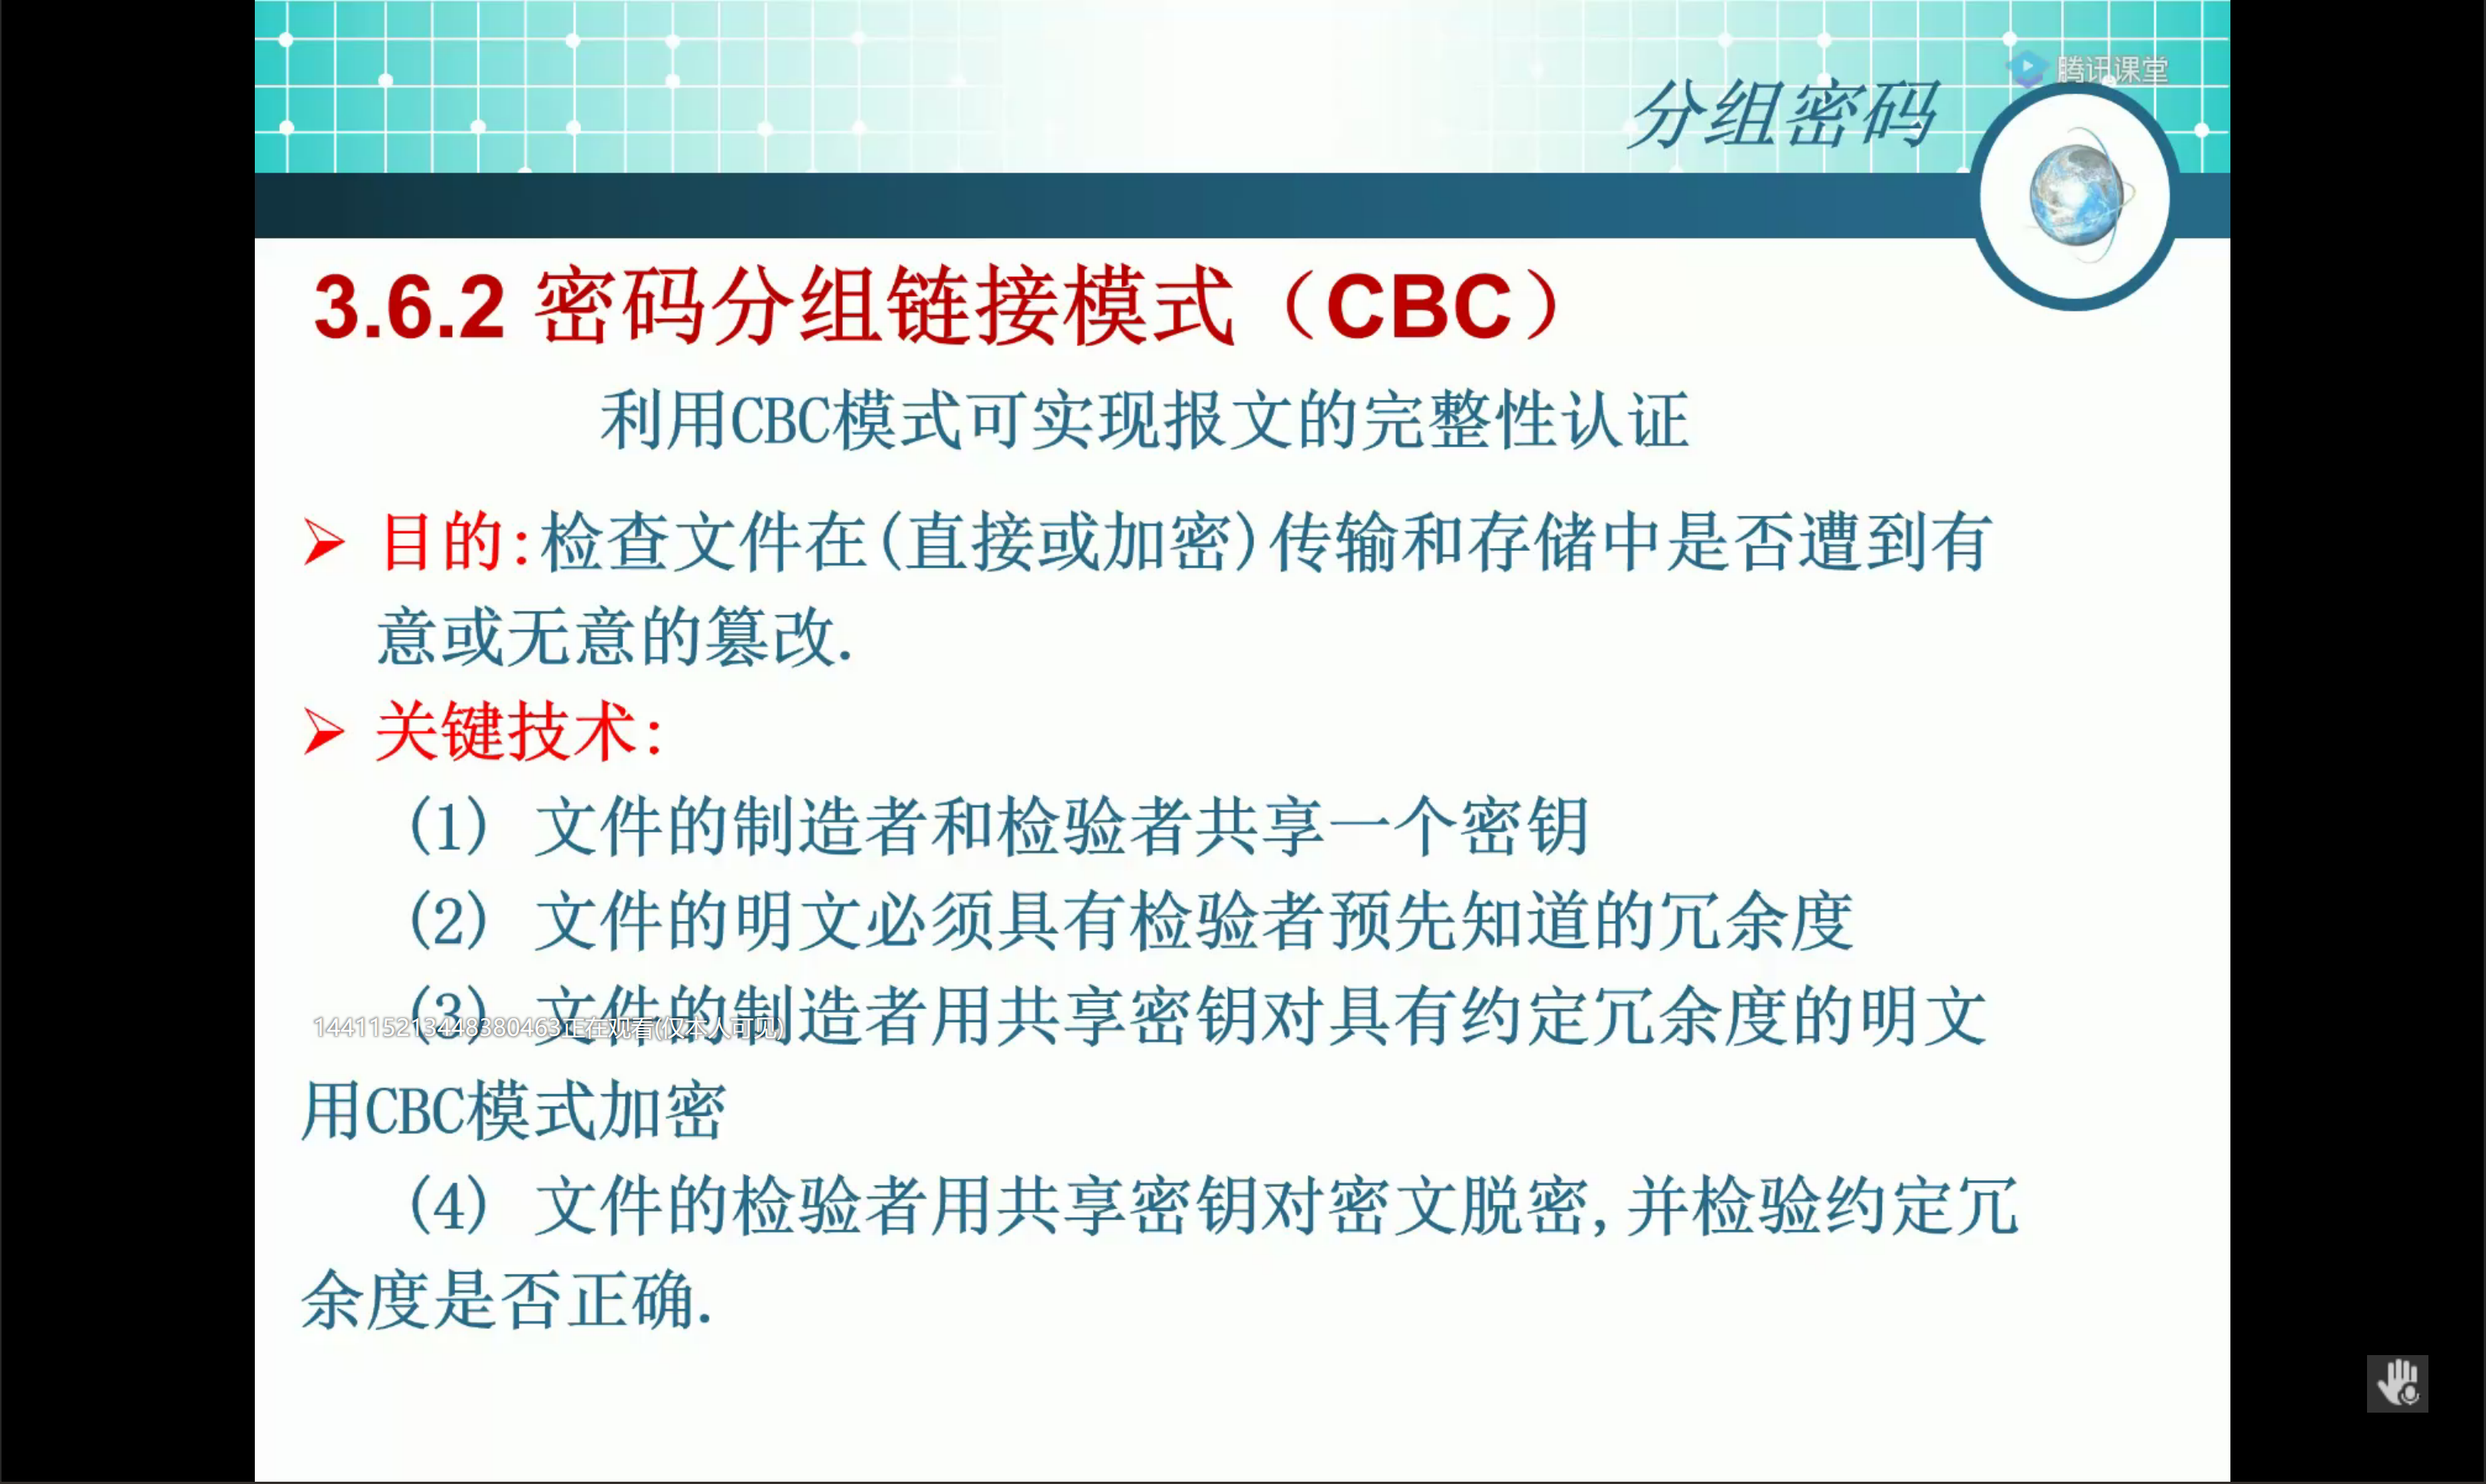 腾讯课堂
分组密码
3.6.2 密码分组链接模式（CBC）
利用CBC模式可实现报文的完整性认证
目的:检查文件在(直接或加密)传输和存储中是否遭到有
意或无意的篡改.
关键技术:
(1) 文件的制造者和检验者共享一个密钥
(2) 文件的明文必须具有检验者预先知道的冗余度
(3) 文件的制造者用共享密钥对具有约定冗余度的明文
144115213448380463正在观看(仅本人可见)
用CBC模式加密
(4) 文件的检验者用共享密钥对密文脱密,并检验约定冗
余度是否正确.